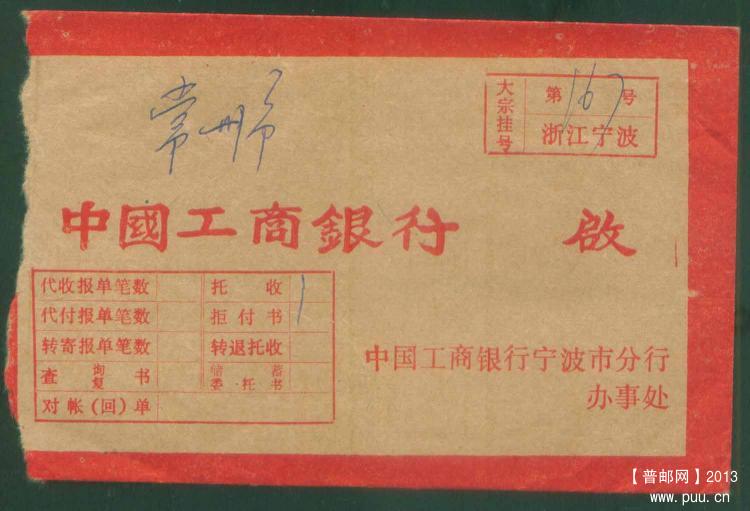 常州市
大宗挂号 第167号
浙江宁波
中國工商銀行 啟
代收报单笔数 托收 1
代付报单笔数 拒付书
转寄报单笔数 转退托收
查询复书 储蓄委托书
对帐(回)单
中国工商银行宁波市分行
办事处
【普邮网】2013
www.puu.cn